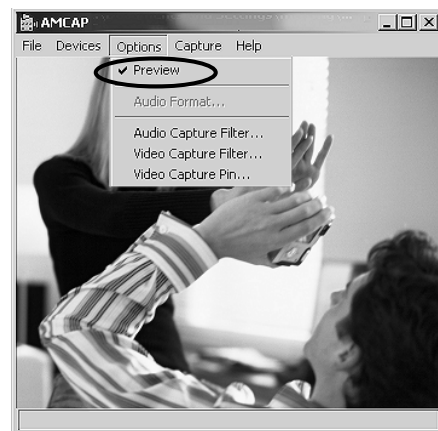 AMCAP
File Devices Options Capture Help
Preview
Audio Format...
Audio Capture Filter...
Video Capture Filter...
Video Capture Pin...